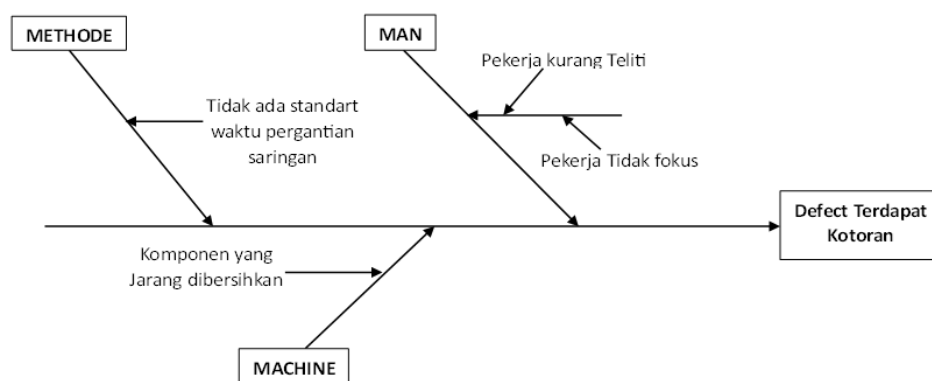 METHODE
MAN
Pekerja kurang Teliti
Tidak ada standart
waktu pergantian
saringan
Pekerja Tidak fokus
Defect Terdapat
Kotoran
Komponen yang
Jarang dibersihkan
MACHINE